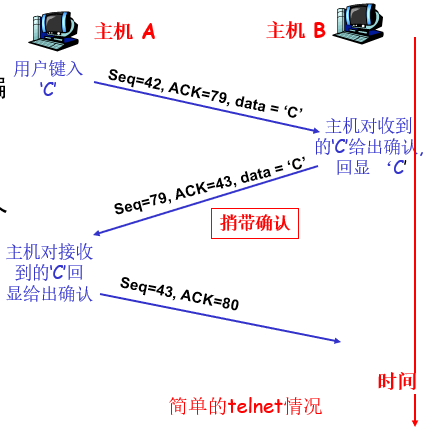 主机 A
主机 B
用户键入
‘C’
Seq=42, ACK=79, data = ‘C’
主机对收到
的‘C’给出确认,
回显 ‘C’
Seq=79, ACK=43, data = ‘C’
捎带确认
主机对接收
到的‘C’回
显给出确认
Seq=43, ACK=80
时间
简单的telnet情况